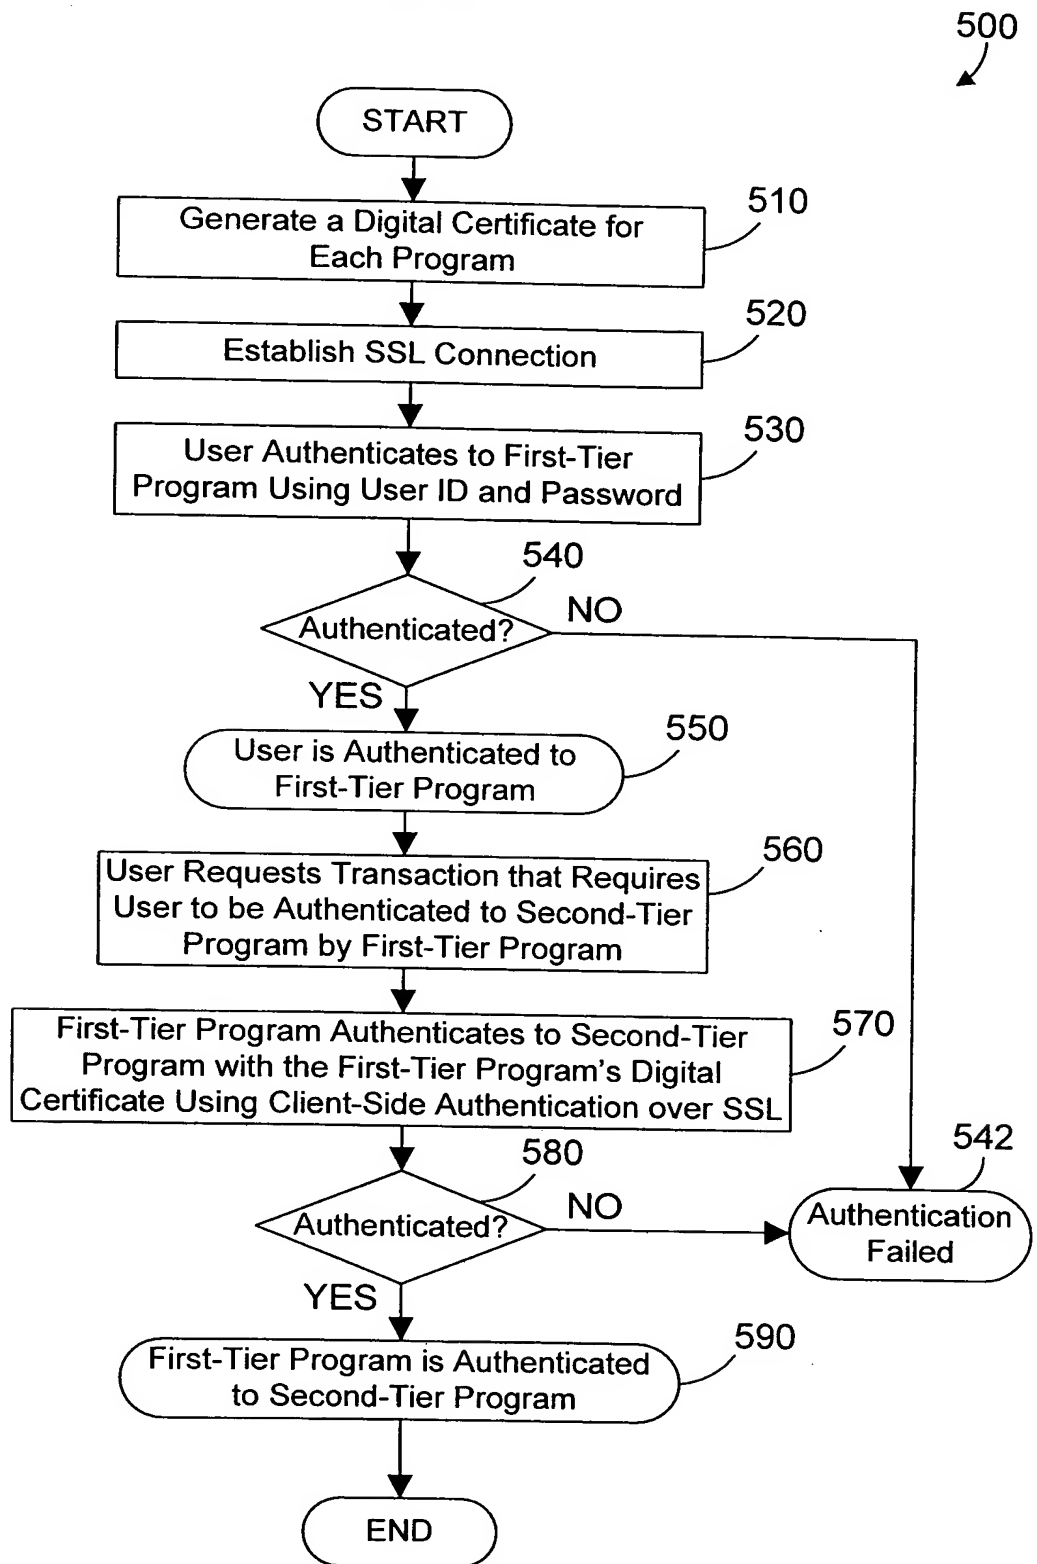 500
START
510
Generate a Digital Certificate for
Each Program
520
Establish SSL Connection
530
User Authenticates to First-Tier
Program Using User ID and Password
540
Authenticated?
NO
YES
550
User is Authenticated to
First-Tier Program
560
User Requests Transaction that Requires
User to be Authenticated to Second-Tier
Program by First-Tier Program
570
First-Tier Program Authenticates to Second-Tier
Program with the First-Tier Program's Digital
Certificate Using Client-Side Authentication over SSL
580
Authenticated?
NO
542
Authentication
Failed
YES
590
First-Tier Program is Authenticated
to Second-Tier Program
END